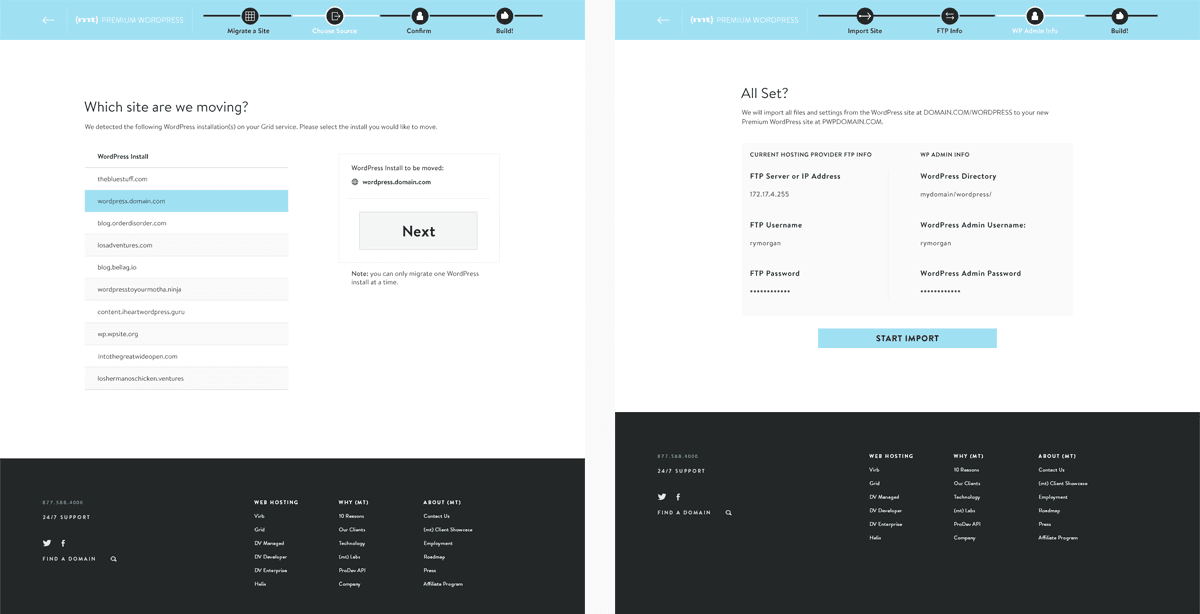 (mt) PREMIUM WORDPRESS
Migrate a Site
Choose Source
Confirm
Build!
Which site are we moving?
We detected the following WordPress installation(s) on your Grid service. Please select the install you would like to move.
WordPress Install
thebluestuff.com
wordpress.domain.com
blog.orderdisorder.com
losadventures.com
blog.bellag.io
wordpresstoyourmotha.ninja
content.iheartwordpress.guru
wp.wpsite.org
intothegreatwideopen.com
loshermanoschicken.ventures
WordPress Install to be moved:
wordpress.domain.com
Next
Note: you can only migrate one WordPress
install at a time.
877.588.4000
24/7 SUPPORT
FIND A DOMAIN
WEB HOSTING
Virb
Grid
DV Managed
DV Developer
DV Enterprise
Helix
WHY (MT)
10 Reasons
Our Clients
Technology
(mt) Labs
ProDev API
Company
ABOUT (MT)
Contact Us
(mt) Client Showcase
Employment
Roadmap
Press
Affiliate Program
(mt) PREMIUM WORDPRESS
Import Site
FTP Info
WP Admin Info
Build!
All Set?
We will import all files and settings from the WordPress site at DOMAIN.COM/WORDPRESS to your new
Premium WordPress site at PWPDOMAIN.COM.
CURRENT HOSTING PROVIDER FTP INFO
FTP Server or IP Address
172.17.4.255
FTP Username
rymorgan
FTP Password
************
WP ADMIN INFO
WordPress Directory
mydomain/wordpress/
WordPress Admin Username:
rymorgan
WordPress Admin Password
************
START IMPORT
877.588.4000
24/7 SUPPORT
FIND A DOMAIN
WEB HOSTING
Virb
Grid
DV Managed
DV Developer
DV Enterprise
Helix
WHY (MT)
10 Reasons
Our Clients
Technology
(mt) Labs
ProDev API
Company
ABOUT (MT)
Contact Us
(mt) Client Showcase
Employment
Roadmap
Press
Affiliate Program